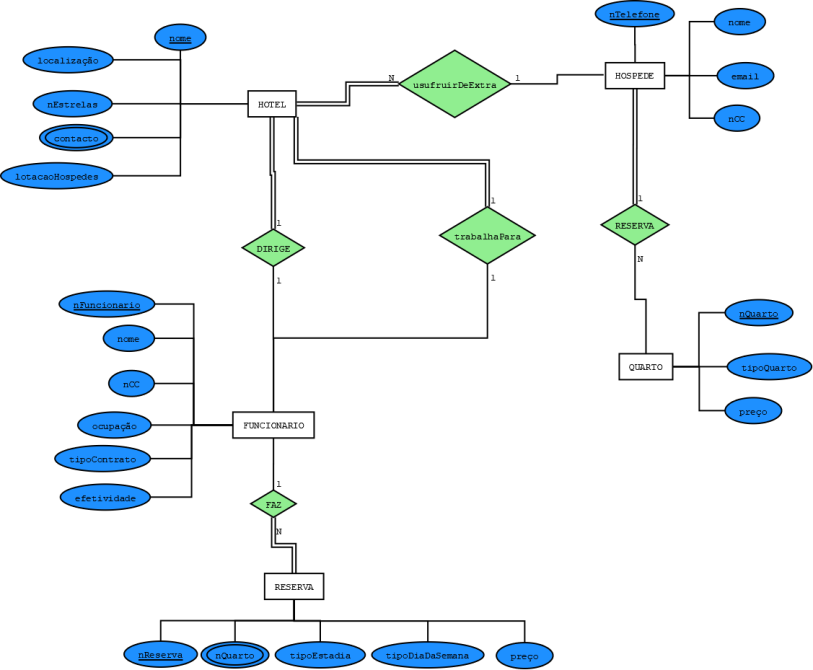 nTelefone
nome
nome
localização
email
usufruirDeExtra
N
1
HOSPEDE
nEstrelas
HOTEL
nCC
contacto
lotacaoHospedes
1
1
1
RESERVA
trabalhaPara
DIRIGE
N
1
1
nFuncionario
nQuarto
nome
QUARTO
tipoQuarto
nCC
preço
ocupação
FUNCIONARIO
tipoContrato
1
efetividade
FAZ
N
RESERVA
nReserva
nQuarto
tipoEstadia
tipoDiaDaSemana
preço